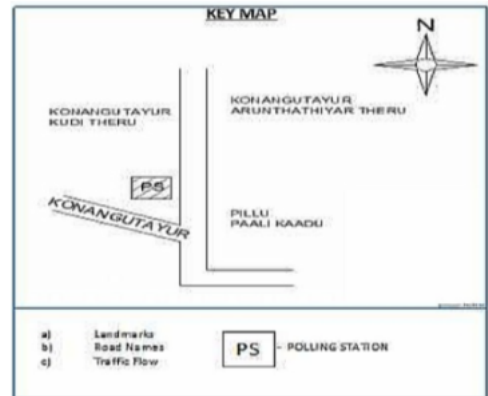 KEY MAP
N
KONANGUTAYUR
KUDI THERU
KONANGUTAYUR
ARUNTHATHIYAR THERU
PS
KONANGUTAYUR
PILLU
PAALI KAADU
a) Landmarks
b) Road Names
c) Traffic Flow
PS - POLLING STATION